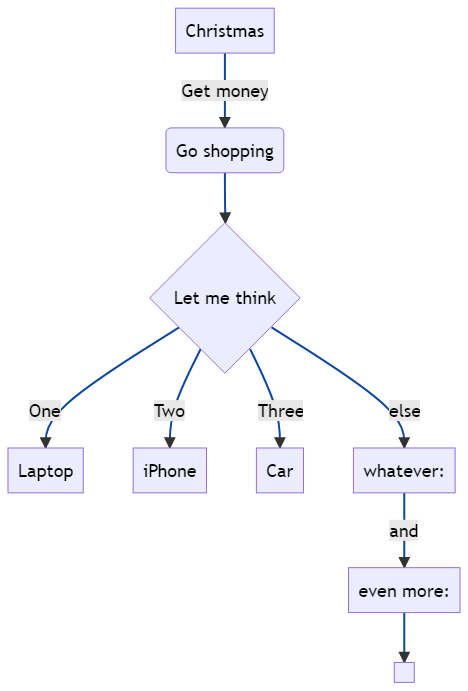 Christmas
Get money
Go shopping
Let me think
One
Two
Three
else
Laptop
iPhone
Car
whatever:
and
even more: